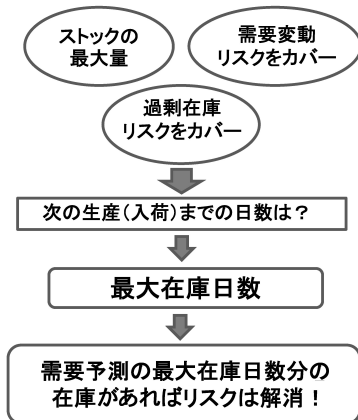 ストックの
最大量
需要変動
リスクをカバー
過剰在庫
リスクをカバー
次の生産(入荷)までの日数は？
最大在庫日数
需要予測の最大在庫日数分の
在庫があればリスクは解消！